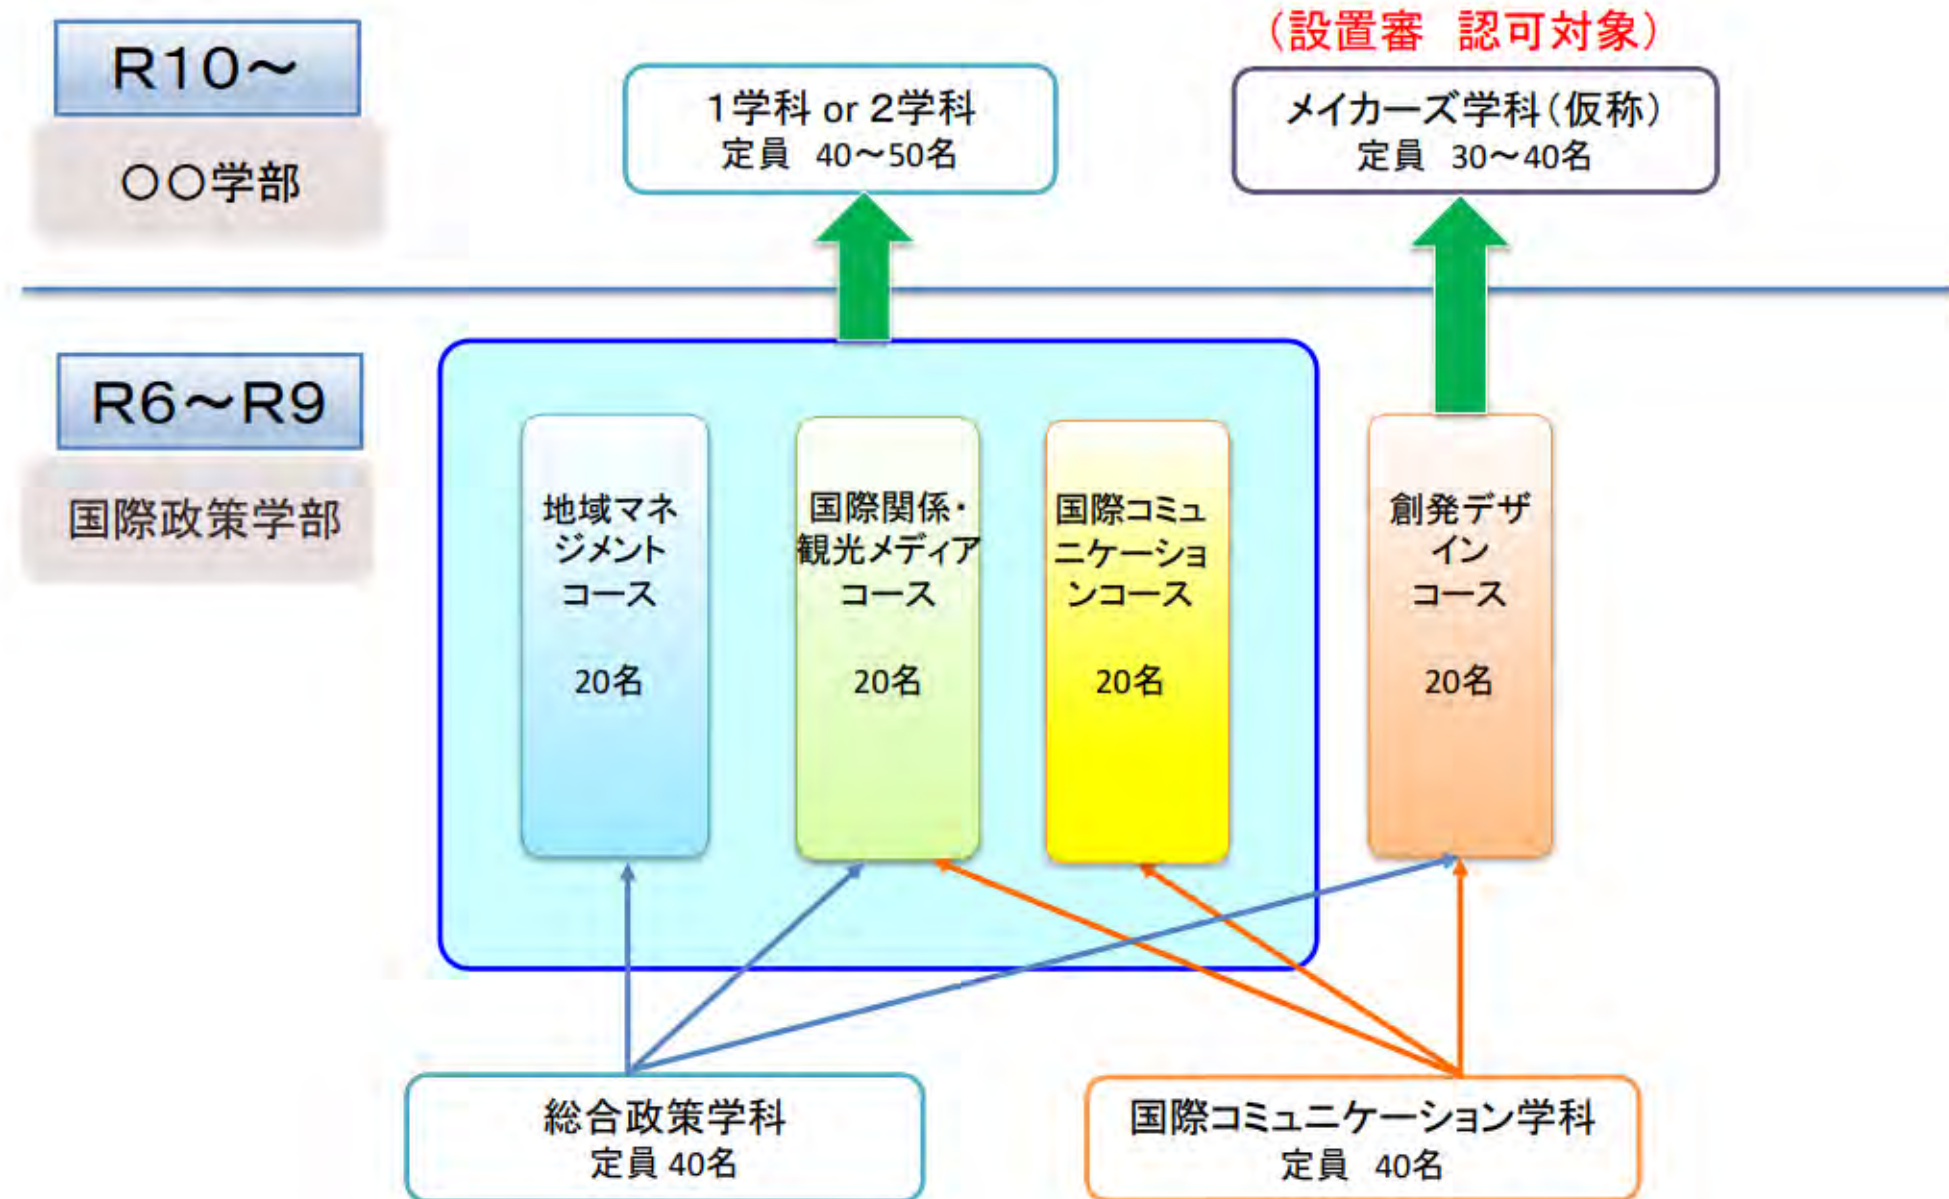 R10～
〇〇学部
1学科 or 2学科
定員 40～50名
（設置審 認可対象）
メイカーズ学科（仮称）
定員 30～40名
R6～R9
国際政策学部
地域マネ
ジメント
コース
20名
国際関係・
観光メディア
コース
20名
国際コミュ
ニケーショ
ンコース
20名
創発デザ
イン
コース
20名
総合政策学科
定員 40名
国際コミュニケーション学科
定員 40名